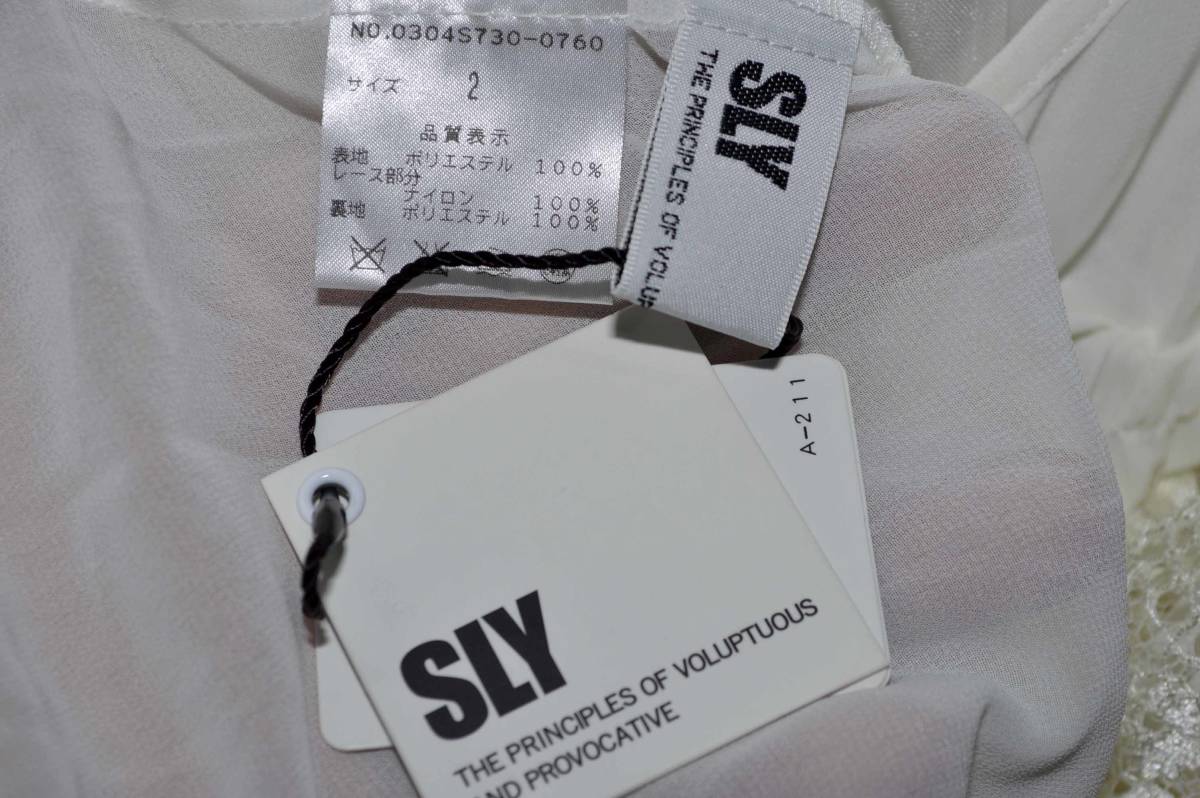 NO.0304S730-0760
サイズ 2
品質表示
表地 ポリエステル 100%
レース部分
ナイロン 100%
裏地 ポリエステル 100%
SLY
THE PRINCIPLES OF VOLUP
A-211
SLY
THE PRINCIPLES OF VOLUPTUOUS
AND PROVOCATIVE